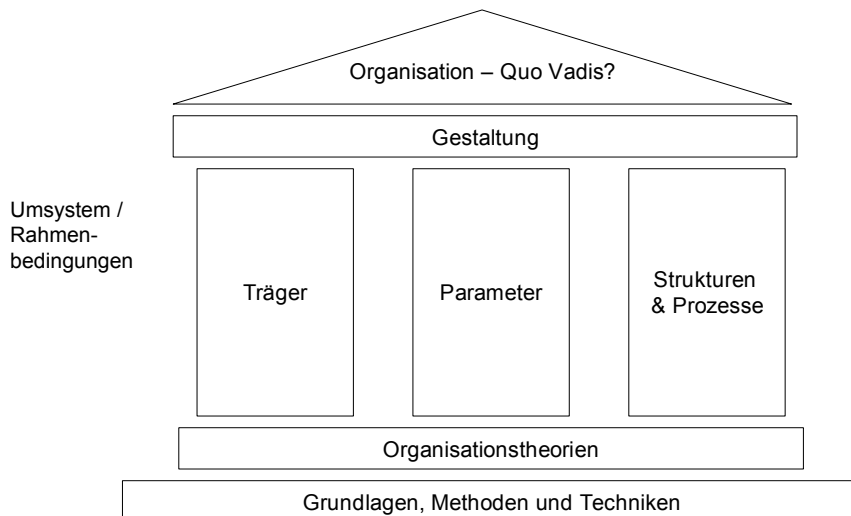 Organisation – Quo Vadis?
Gestaltung
Umsystem /
Rahmen-
bedingungen
Träger
Parameter
Strukturen
& Prozesse
Organisationstheorien
Grundlagen, Methoden und Techniken